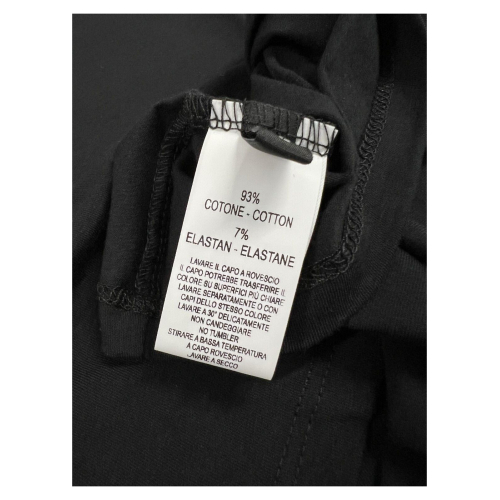 93%
COTONE - COTTON
7%
ELASTAN - ELASTANE
LAVARE IL CAPO A ROVESCIO
IL CAPO POTREBBE TRASFERIRE IL
COLORE SU SUPERFICI PIÙ CHIARE
LAVARE SEPARATAMENTE O CON
CAPI DELLO STESSO COLORE
LAVARE A 30° DELICATAMENTE
NON CANDEGGIARE
NO TUMBLER
STIRARE A BASSA TEMPERATURA
A CAPO ROVESCIO
LAVARE A SECCO